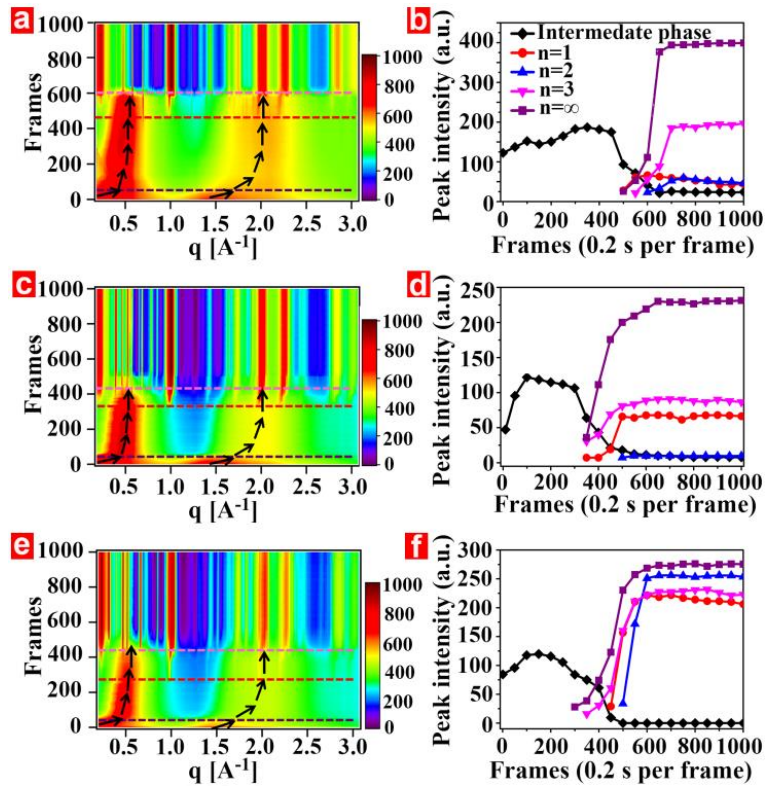 a
1000
800
600
400
200
0
Frames
0.5 1.0 1.5 2.0 2.5 3.0
q [A-1]
1000
800
600
400
200
0
b
400
300
200
100
0
Peak intensity (a.u.)
Intermediate phase
n=1
n=2
n=3
n=∞
0 200 400 600 800 1000
Frames (0.2 s per frame)
c
1000
800
600
400
200
0
Frames
0.5 1.0 1.5 2.0 2.5 3.0
q [A-1]
1000
800
600
400
200
0
d
250
200
150
100
50
0
Peak intensity (a.u.)
0 200 400 600 800 1000
Frames (0.2 s per frame)
e
1000
800
600
400
200
0
Frames
0.5 1.0 1.5 2.0 2.5 3.0
q [A-1]
1000
800
600
400
200
0
f
300
250
200
150
100
50
0
Peak intensity (a.u.)
0 200 400 600 800 1000
Frames (0.2 s per frame)